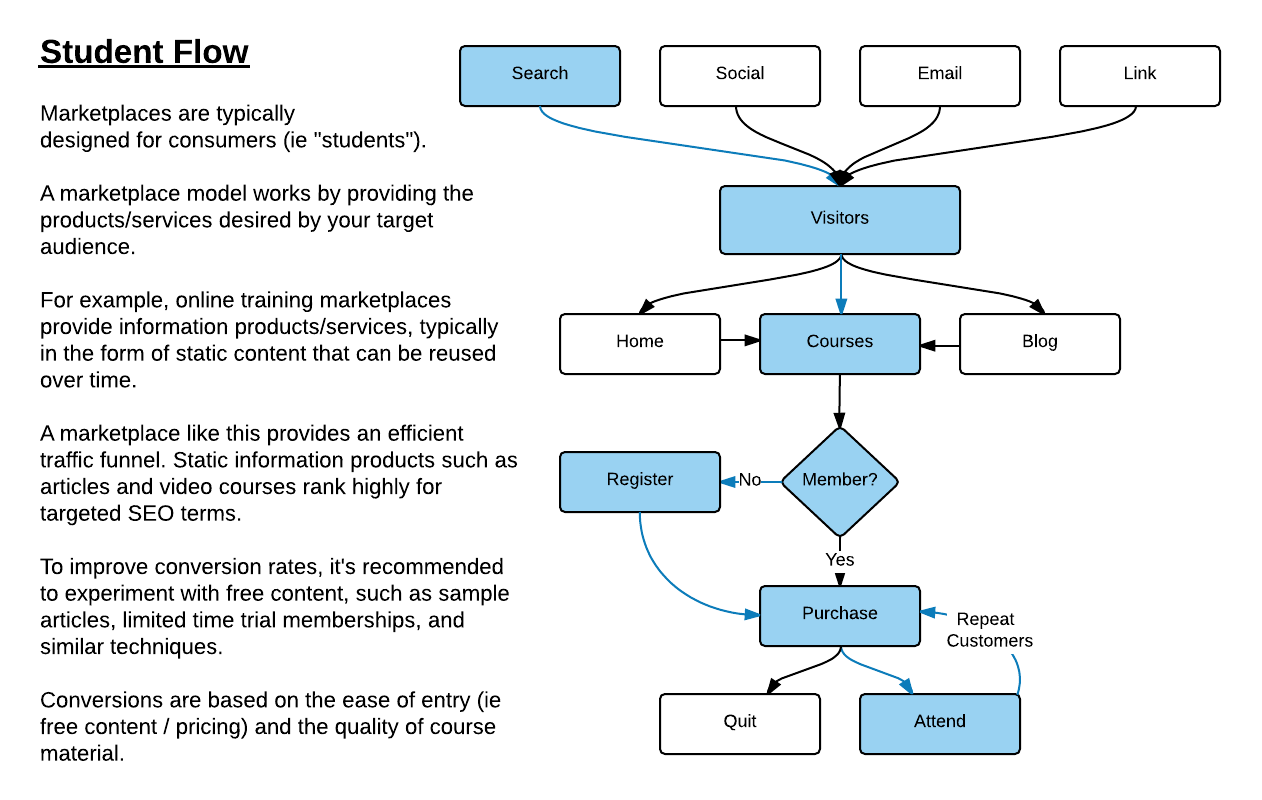 Student Flow
Marketplaces are typically
designed for consumers (ie "students").
A marketplace model works by providing the
products/services desired by your target
audience.
For example, online training marketplaces
provide information products/services, typically
in the form of static content that can be reused
over time.
A marketplace like this provides an efficient
traffic funnel. Static information products such as
articles and video courses rank highly for
targeted SEO terms.
To improve conversion rates, it's recommended
to experiment with free content, such as sample
articles, limited time trial memberships, and
similar techniques.
Conversions are based on the ease of entry (ie
free content / pricing) and the quality of course
material.
Search
Social
Email
Link
Visitors
Home
Courses
Blog
Register
No
Member?
Yes
Purchase
Repeat
Customers
Quit
Attend